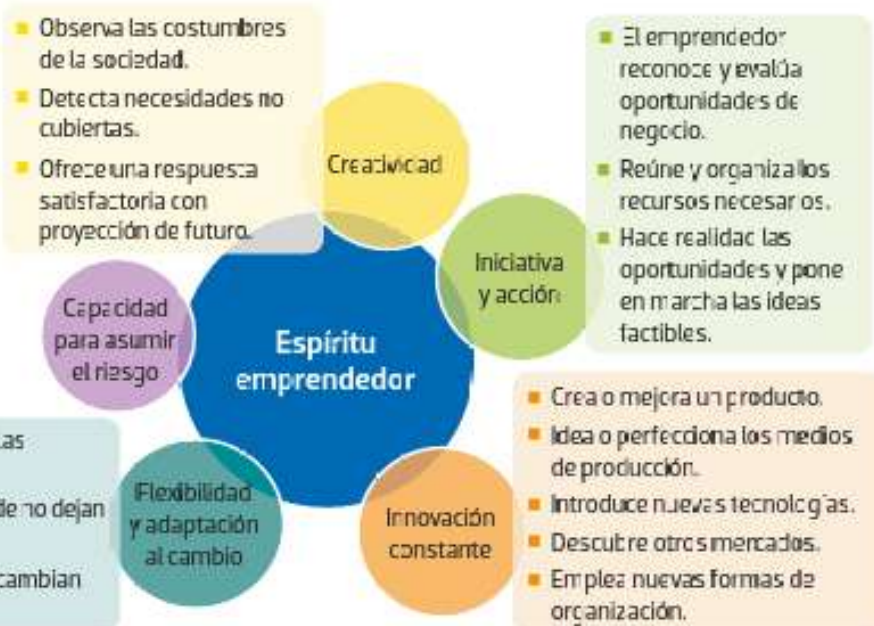 Observa las costumbres
de la sociedad.
Detecta necesidades no
cubiertas.
Ofrece una respuesta
satisfactoria con
proyección de futuro.
Creatividad
El emprendedor
reconoce y evalúa
oportunidades de
negocio.
Reúne y organiza los
recursos necesarios.
Hace realidad las
oportunidades y pone
en marcha las ideas
factibles.
Iniciativa
y acción
Capacidad
para asumir
el riesgo
Espíritu
emprendedor
Crea o mejora un producto.
Idea o perfecciona los medios
de producción.
Introduce nuevas tecnologías.
Descubre otros mercados.
Emplea nuevas formas de
organización.
Innovación
constante
Flexibilidad
y adaptación
al cambio
las
de no dejan
cambian